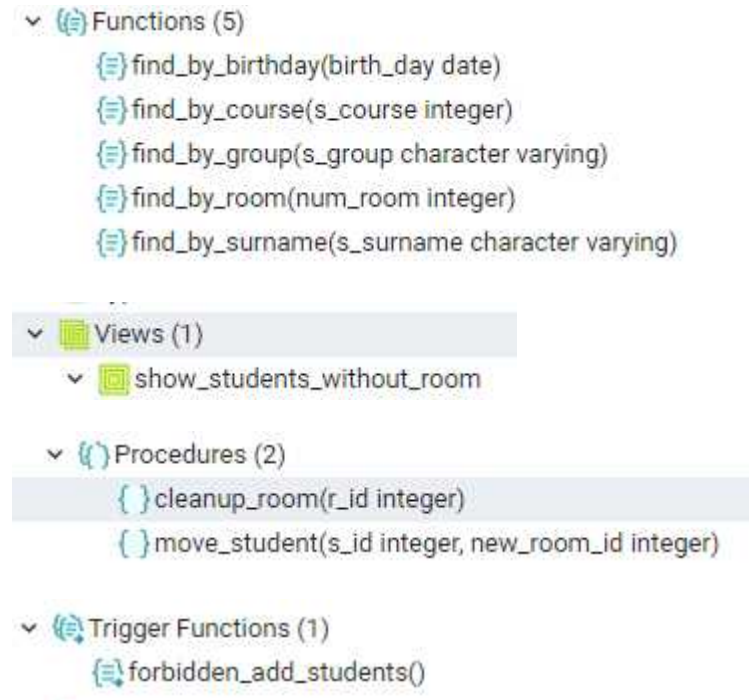 Functions (5)
find_by_birthday(birth_day date)
find_by_course(s_course integer)
find_by_group(s_group character varying)
find_by_room(num_room integer)
find_by_surname(s_surname character varying)
Views (1)
show_students_without_room
Procedures (2)
cleanup_room(r_id integer)
move_student(s_id integer, new_room_id integer)
Trigger Functions (1)
forbidden_add_students()